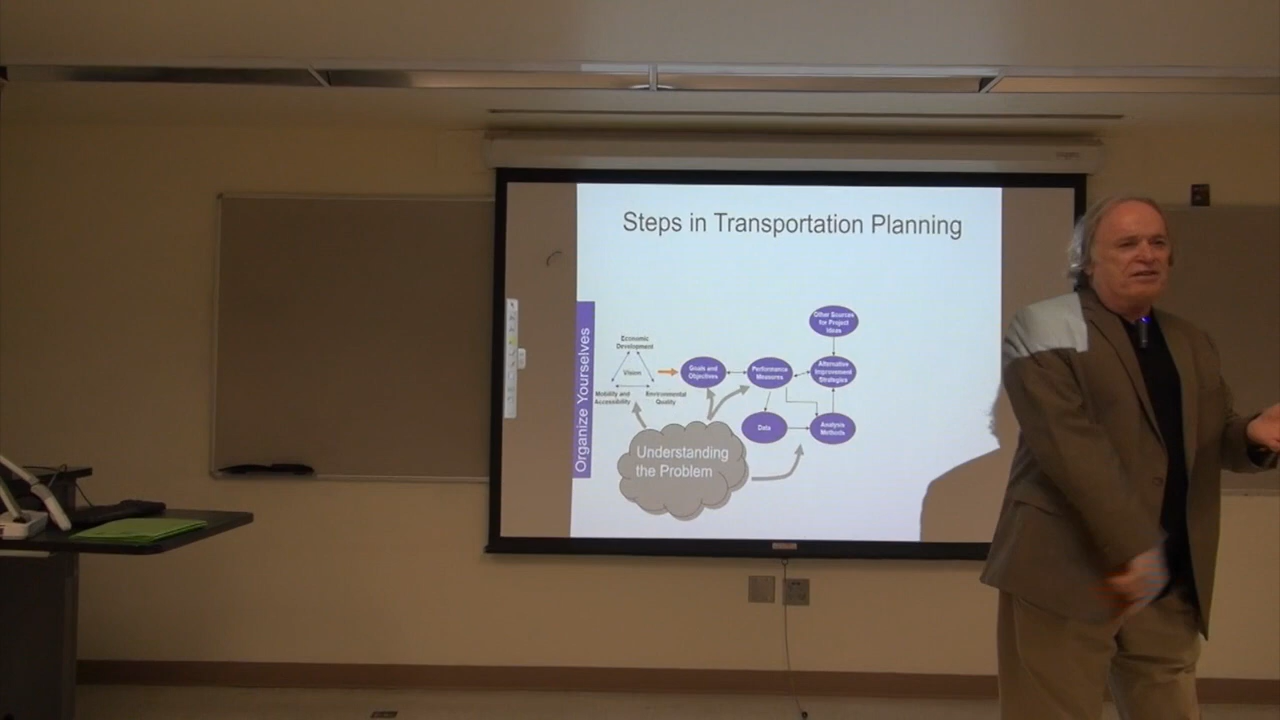 Steps in Transportation Planning
Organize Yourselves
Other Sources
for Project
Ideas
Economic
Development
Vision
Mobility and
Accessibility
Environmental
Quality
Goals and
Objectives
Performance
Measures
Alternative
Improvement
Strategies
Data
Analysis
Methods
Understanding
the Problem